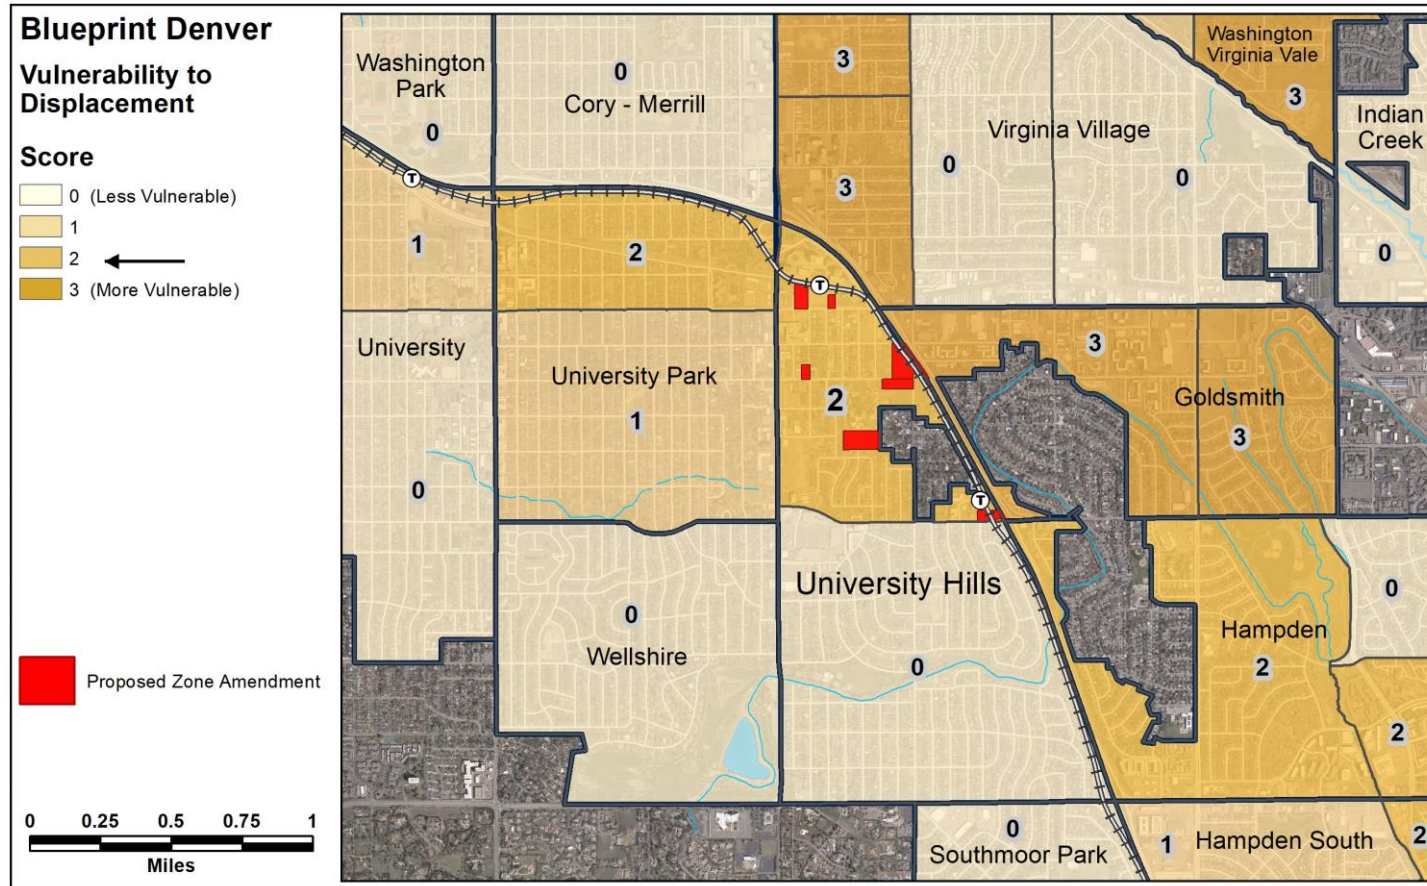 Blueprint Denver
Vulnerability to
Displacement
Score
0 (Less Vulnerable)
1
2
3 (More Vulnerable)
Proposed Zone Amendment
0 0.25 0.5 0.75 1
Miles
Washington
Park
0
0
Cory - Merrill
3
3
Virginia Village
0
0
Washington
Virginia Vale
3
Indian
Creek
0
T
1
2
T
University
0
University Park
1
2
3
Goldsmith
3
T
0
Wellshire
University Hills
0
Hampden
2
0
2
0
Southmoor Park
1
Hampden South
2